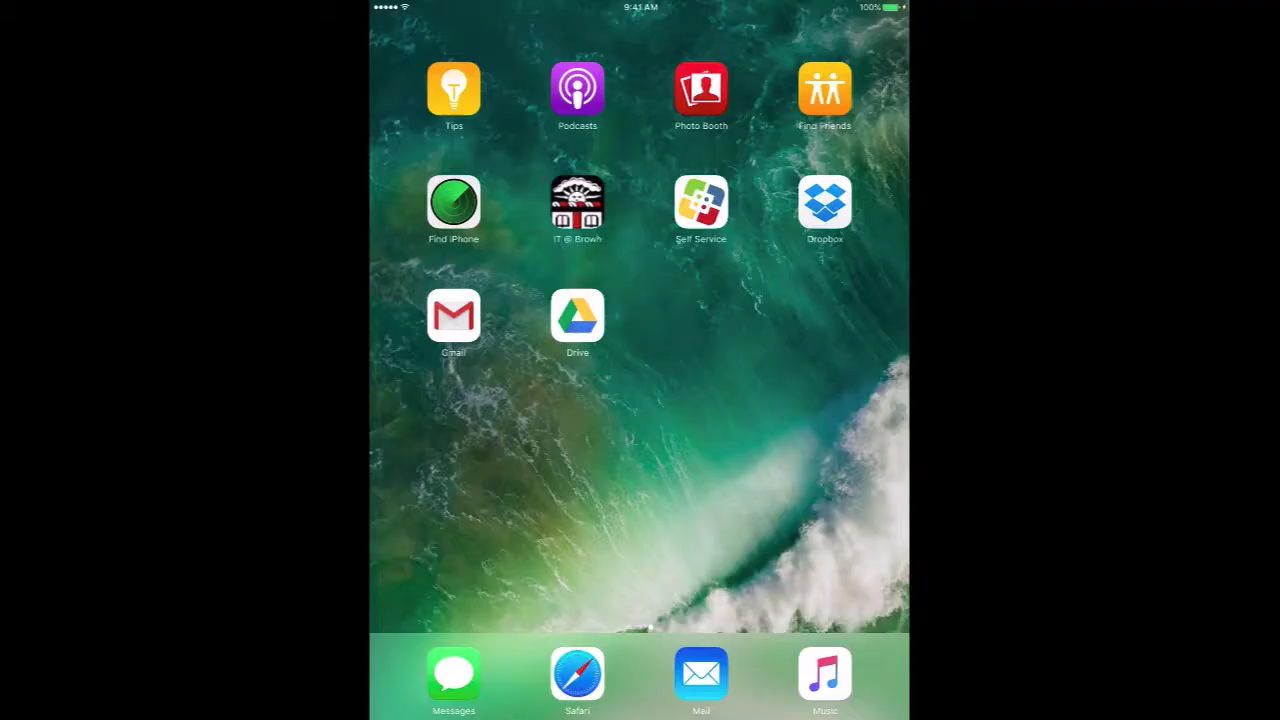 9:41 AM 100%
Tips Podcasts Photo Booth Find Friends
Find iPhone IT @ Brown Self Service Dropbox
Gmail Drive
Messages Safari Mail Music